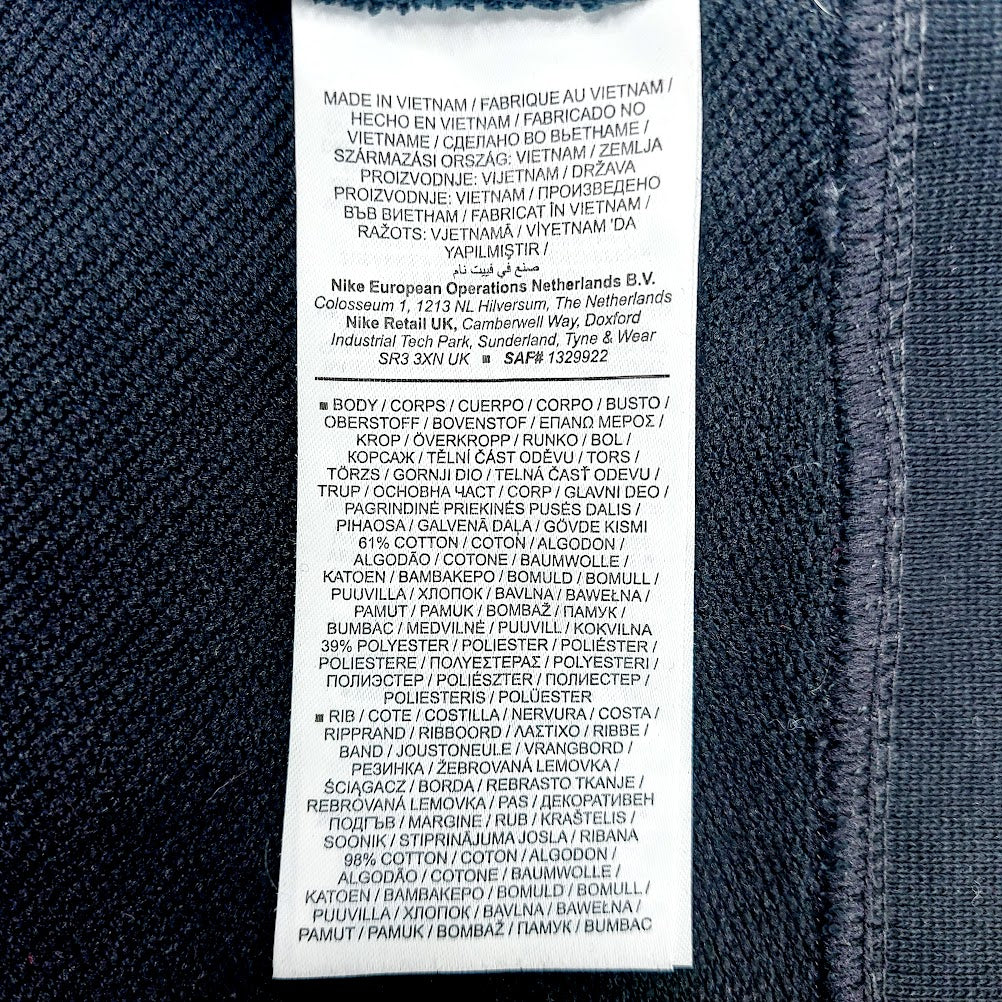 MADE IN VIETNAM / FABRIQUE AU VIETNAM /
HECHO EN VIETNAM / FABRICADO NO
VIETNAME / СДЕЛАНО ВО ВЬЕТНАМЕ /
SZÁRMAZÁSI ORSZÁG: VIETNAM / ZEMLJA
PROIZVODNJE: VIJETNAM / DRŽAVA
PROIZVODNJE: VIETNAM / ПРОИЗВЕДЕНО
ВЪВ ВИЕТНАМ / FABRICAT ÎN VIETNAM /
RAŽOTS: VJETNAMĀ / VİYETNAM 'DA
YAPILMIŞTIR /
صنع في فييت نام
Nike European Operations Netherlands B.V.
Colosseum 1, 1213 NL Hilversum, The Netherlands
Nike Retail UK, Camberwell Way, Doxford
Industrial Tech Park, Sunderland, Tyne & Wear
SR3 3XN UK ■ SAF# 1329922
■ BODY / CORPS / CUERPO / CORPO / BUSTO /
OBERSTOFF / BOVENSTOF / ΕΠΑΝΩ ΜΕΡΟΣ /
KROP / ÖVERKROPP / RUNKO / BOL /
КОРСАЖ / TĚLNÍ ČÁST ODĚVU / TORS /
TÖRZS / GORNJI DIO / TELNÁ ČASŤ ODEVU /
TRUP / ОСНОВНА ЧАСТ / CORP / GLAVNI DEO /
PAGRINDINĖ PRIEKINĖS PUSĖS DALIS /
PIHAOSA / GALVENĀ DAĻA / GÖVDE KISMI
61% COTTON / COTON / ALGODON /
ALGODÃO / COTONE / BAUMWOLLE /
KATOEN / ΒΑΜΒΑΚΕΡΟ / BOMULD / BOMULL /
PUUVILLA / ХЛОПОК / BAVLNA / BAWEŁNA /
PAMUT / PAMUK / BOMBAŽ / ПАМУК /
BUMBAC / MEDVILNĖ / PUUVILL / KOKVILNA
39% POLYESTER / POLIESTER / POLIÉSTER /
POLIESTERE / ΠΟΛΥΕΣΤΕΡΑΣ / POLYESTERI /
ПОЛИЭСТЕР / POLIÉSZTER / ПОЛИЕСТЕР /
POLIESTERIS / POLÜESTER
■ RIB / COTE / COSTILLA / NERVURA / COSTA /
RIPPRAND / RIBBOORD / ΛΑΣΤΙΧΟ / RIBBE /
BAND / JOUSTONEULE / VRANGBORD /
РЕЗИНКА / ŽEBROVANÁ LEMOVKA /
ŚCIĄGACZ / BORDA / REBRASTO TKANJE /
REBROVANÁ LEMOVKA / PAS / ДЕКОРАТИВЕН
ПОДГЪВ / MARGINE / RUB / KRAŠTELIS /
SOONIK / STIPRINĀJUMA JOSLA / RIBANA
98% COTTON / COTON / ALGODON /
ALGODÃO / COTONE / BAUMWOLLE /
KATOEN / ΒΑΜΒΑΚΕΡΟ / BOMULD / BOMULL /
PUUVILLA / ХЛОПОК / BAVLNA / BAWEŁNA /
PAMUT / PAMUK / BOMBAŽ / ПАМУК / BUMBAC